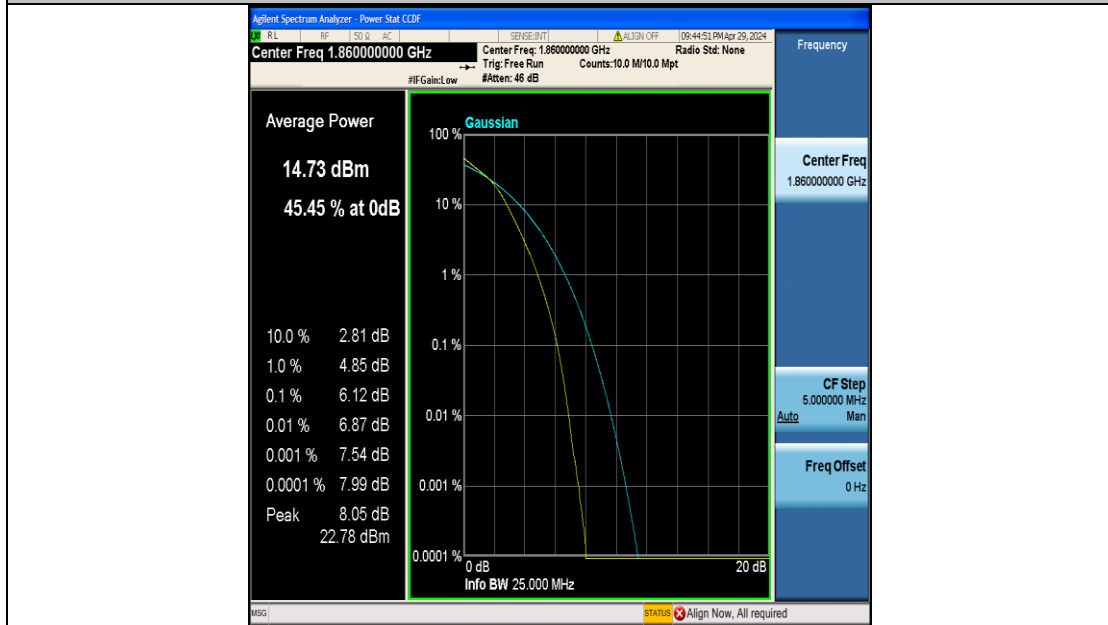 Agilent Spectrum Analyzer - Power Stat CCDF
RL RF 50 Ω AC SENSE:INT ALIGN OFF 09:44:51 PM Apr 29, 2024
Center Freq 1.860000000 GHz
Center Freq: 1.860000000 GHz Radio Std: None
Trig: Free Run Counts:10.0 M/10.0 Mpt
#IFGain:Low #Atten: 46 dB
Frequency
Average Power
14.73 dBm
45.45 % at 0dB
10.0 % 2.81 dB
1.0 % 4.85 dB
0.1 % 6.12 dB
0.01 % 6.87 dB
0.001 % 7.54 dB
0.0001 % 7.99 dB
Peak 8.05 dB
22.78 dBm
Gaussian
100 %
10 %
1 %
0.1 %
0.01 %
0.001 %
0.0001 %
0 dB 20 dB
Info BW 25.000 MHz
Center Freq
1.860000000 GHz
CF Step
5.000000 MHz
Auto Man
Freq Offset
0 Hz
MSG STATUS Align Now, All required